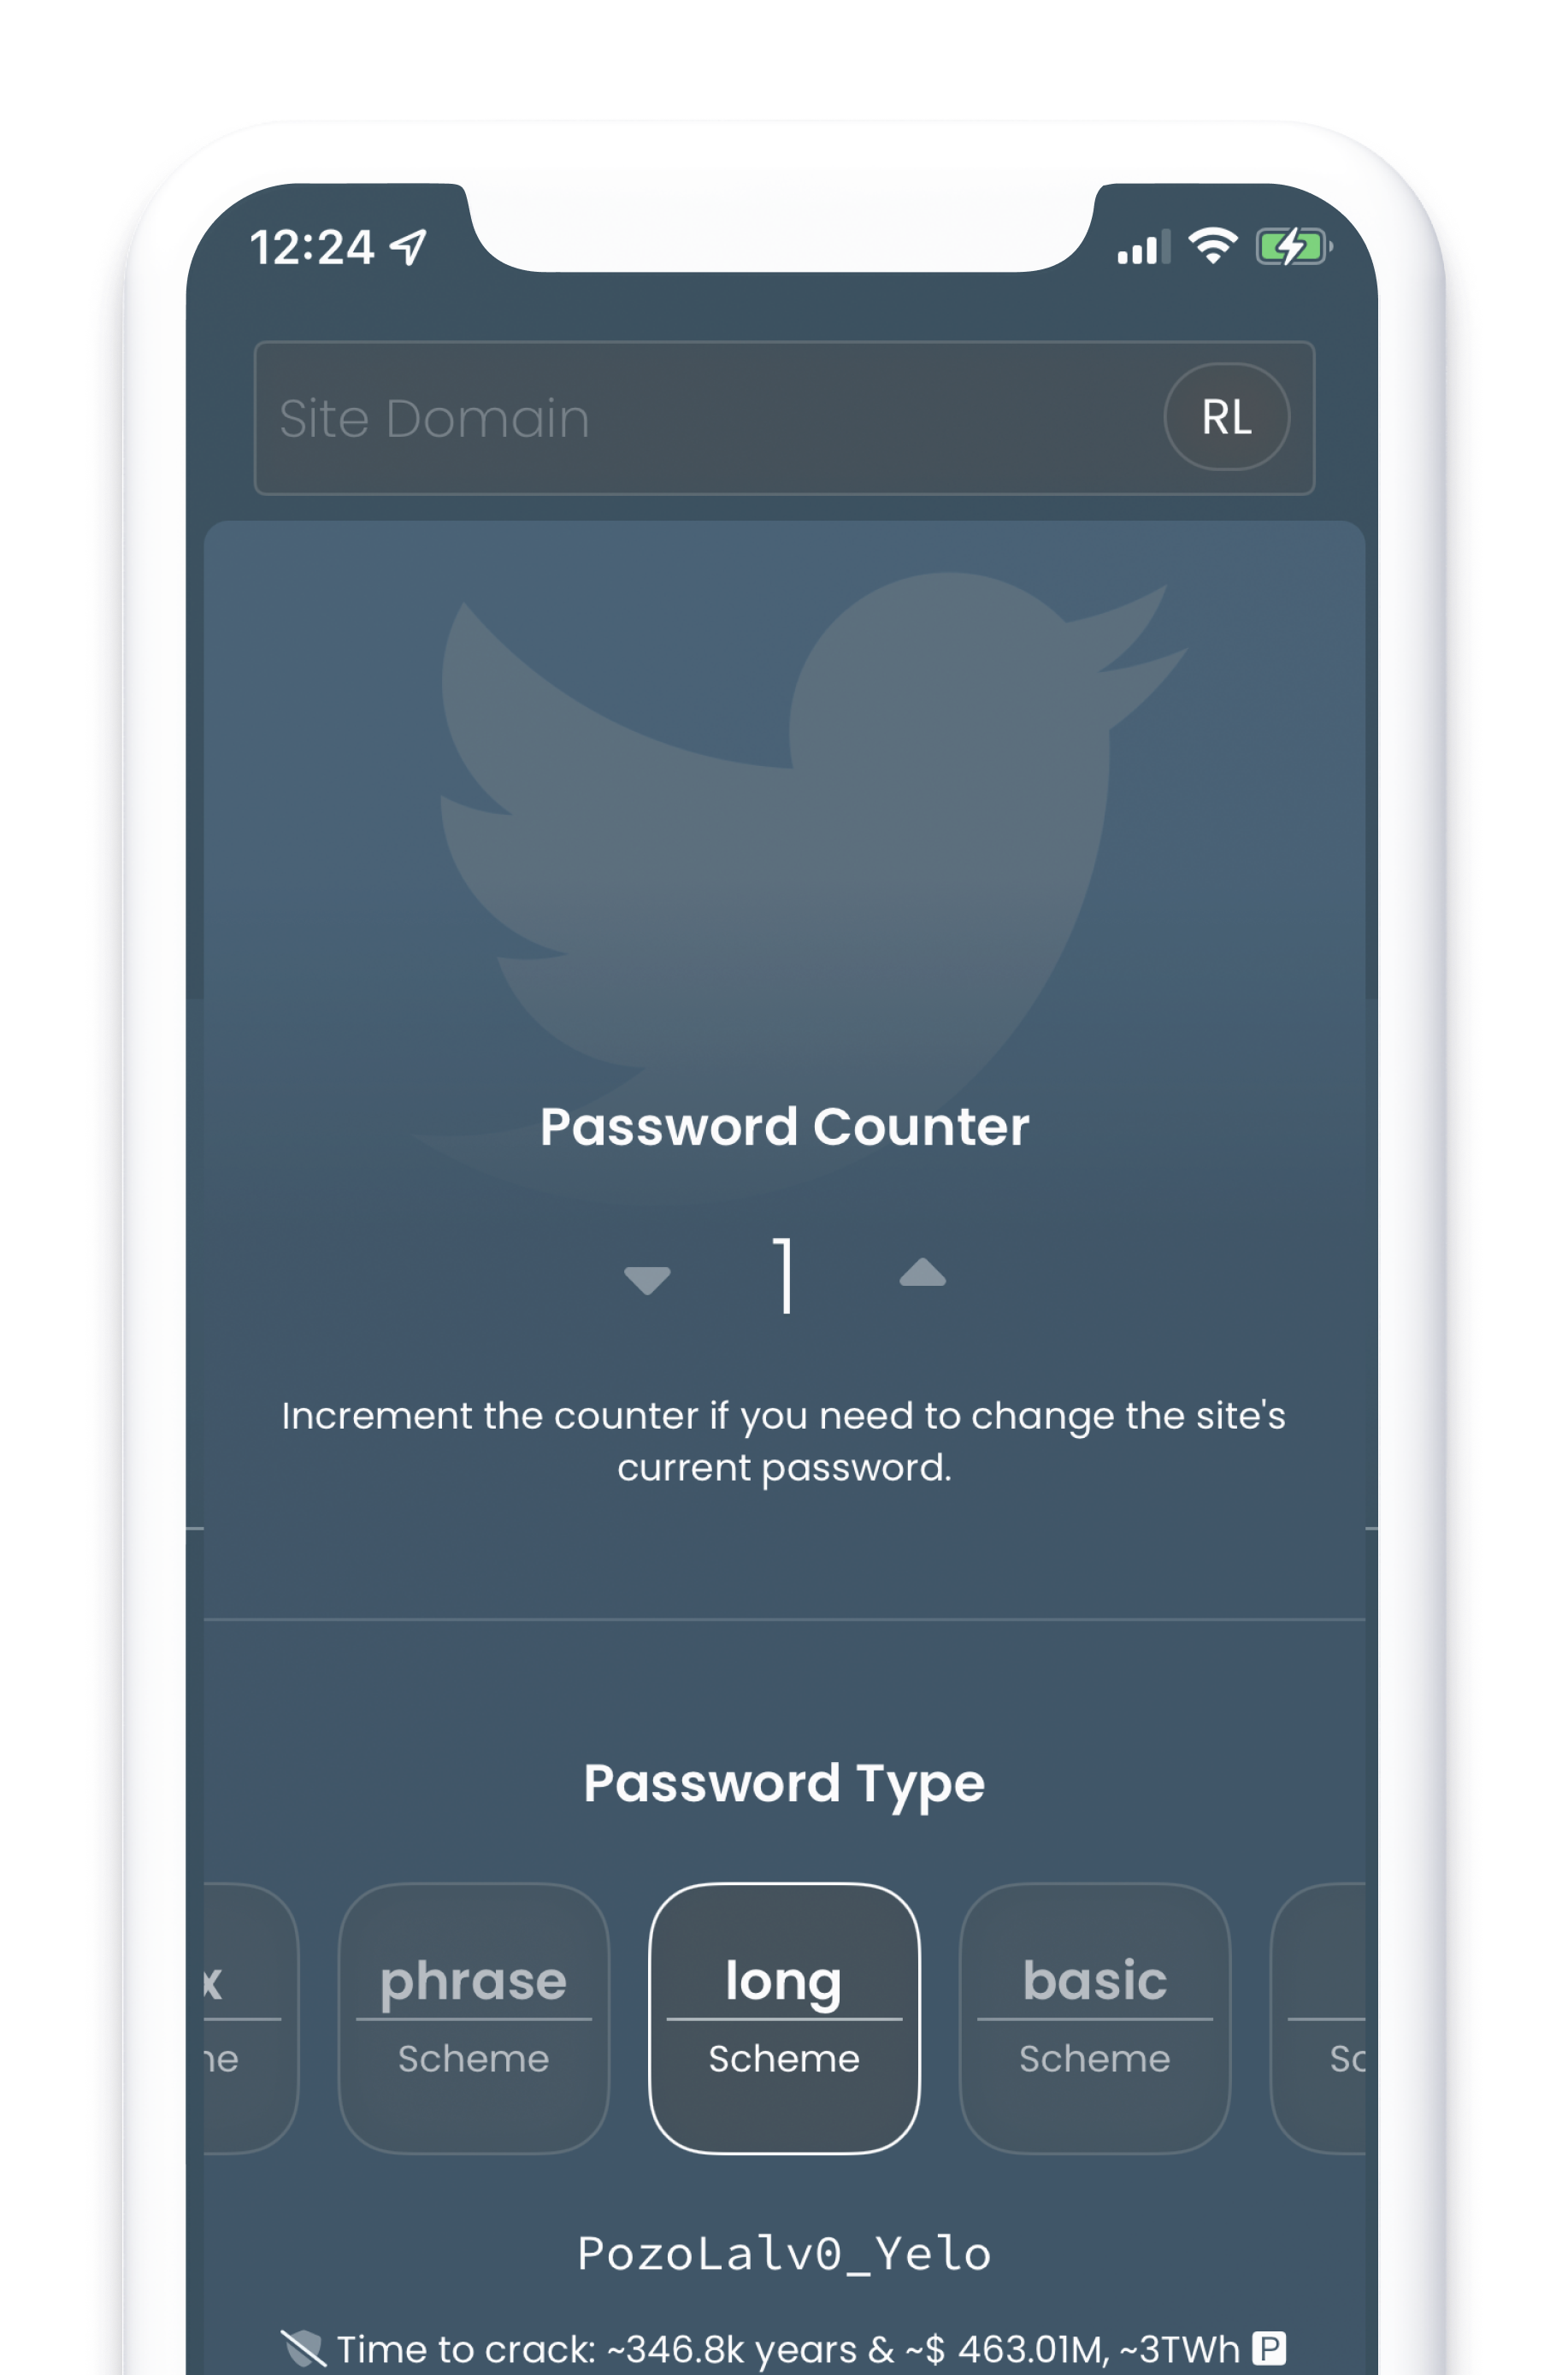 12:24
Site Domain RL
Password Counter
1
Increment the counter if you need to change the site's
current password.
Password Type
x phrase long basic
ne Scheme Scheme Scheme Sc
PozoLalv0_Yelo
Time to crack: ~346.8k years & ~$ 463.01M, ~3TWh P